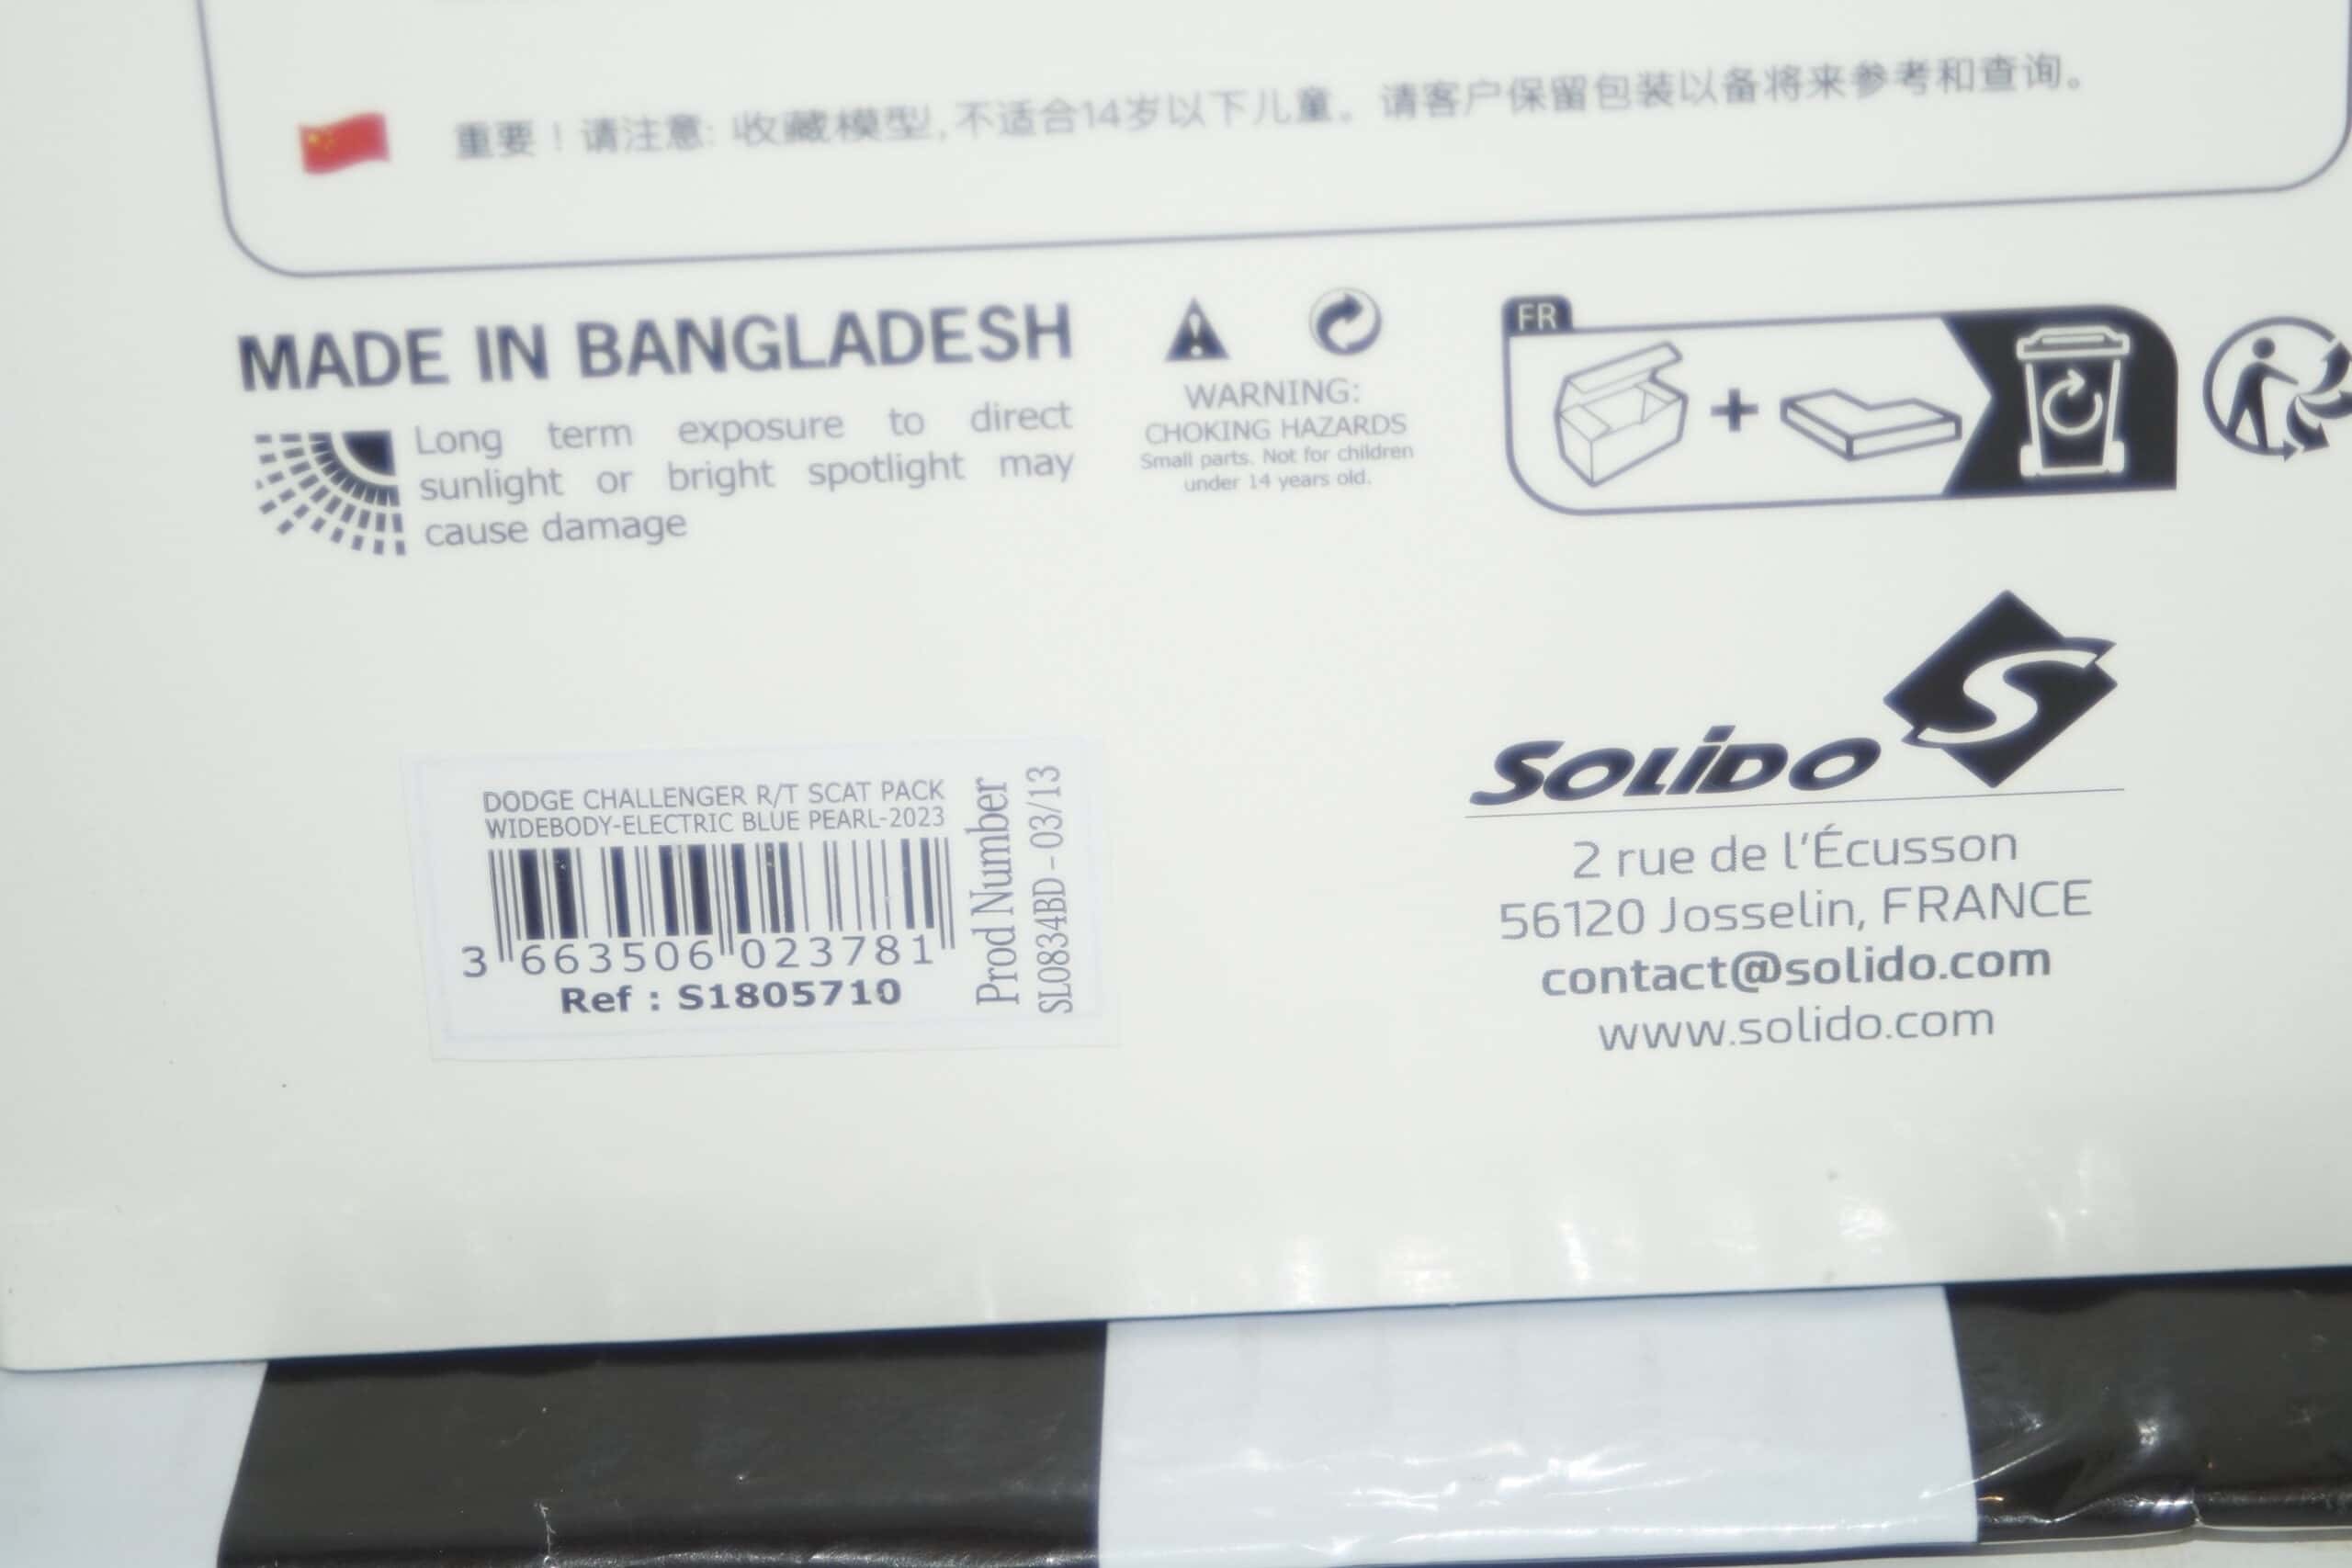 重要！请注意: 收藏模型,不适合14岁以下儿童。请客户保留包装以备将来参考和查询。
MADE IN BANGLADESH
Long term exposure to direct
sunlight or bright spotlight may
cause damage
WARNING:
CHOKING HAZARDS
Small parts. Not for children
under 14 years old.
FR
+
DODGE CHALLENGER R/T SCAT PACK
WIDEBODY-ELECTRIC BLUE PEARL-2023
3 663506 023781
Ref : S1805710
Prod Number
SL0834BD - 03/13
SOLIDO
2 rue de l'Écusson
56120 Josselin, FRANCE
contact@solido.com
www.solido.com